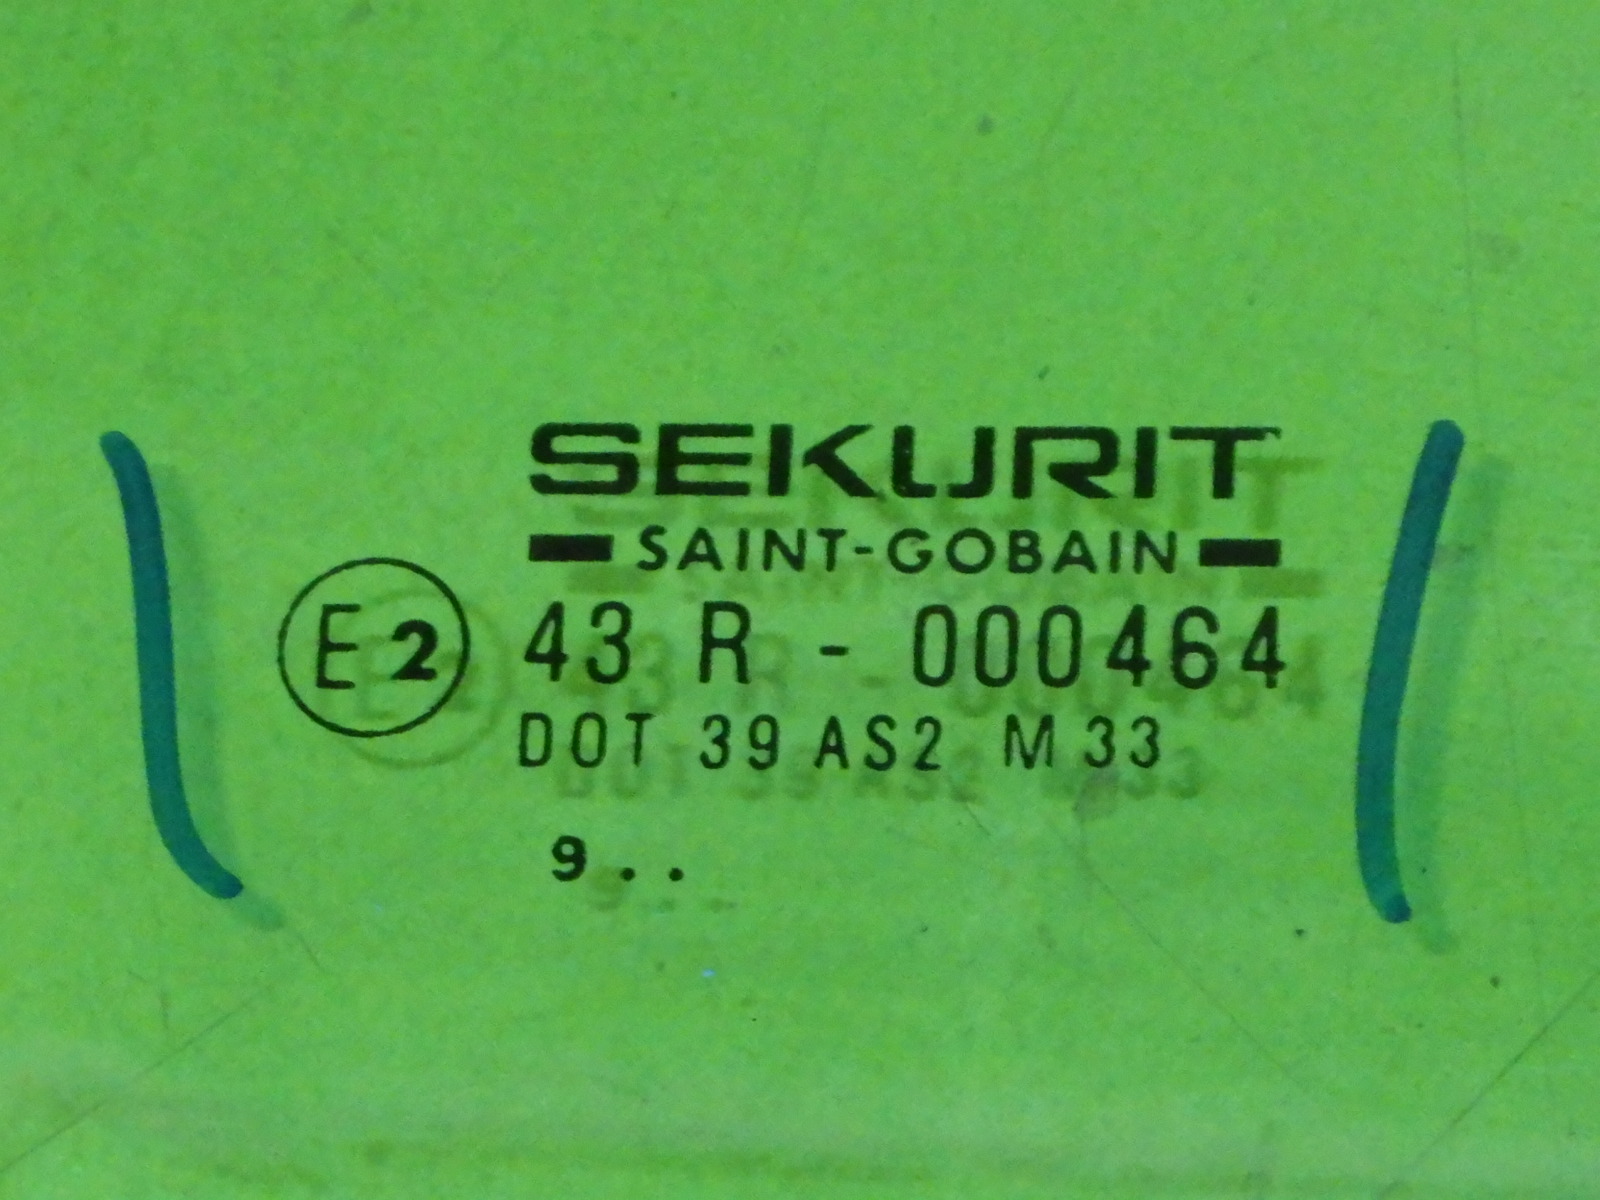 SEKURIT
SAINT-GOBAIN
E2 43 R - 000464
DOT 39 AS2 M33
9..